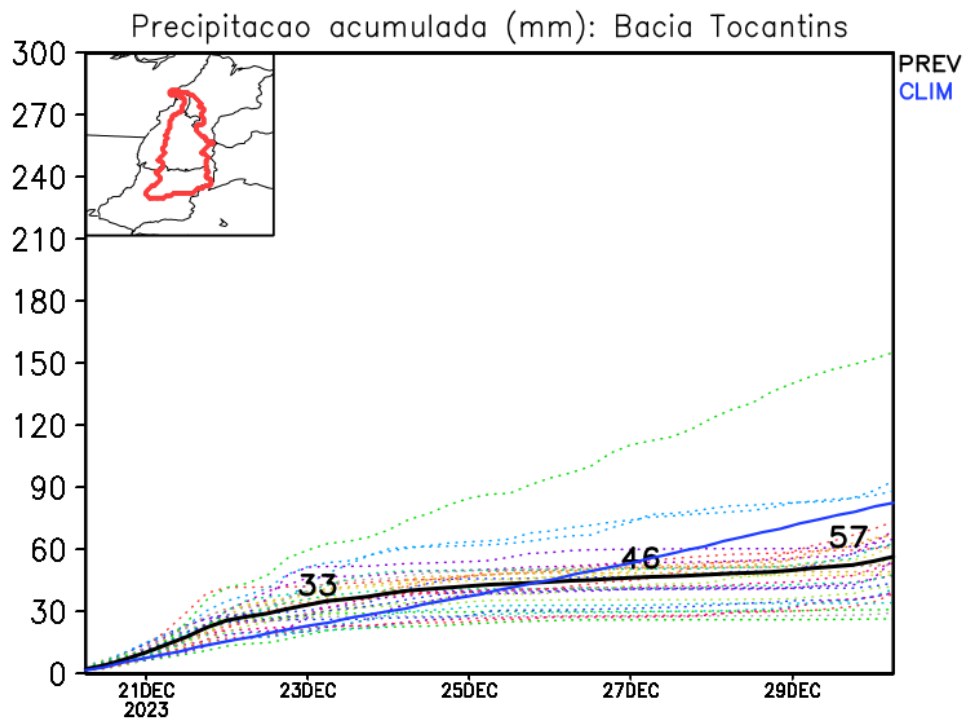 Precipitacao acumulada (mm): Bacia Tocantins
300
270
240
210
180
150
120
90
60
30
0
PREV
CLIM
33
46
57
21DEC
2023
23DEC
25DEC
27DEC
29DEC